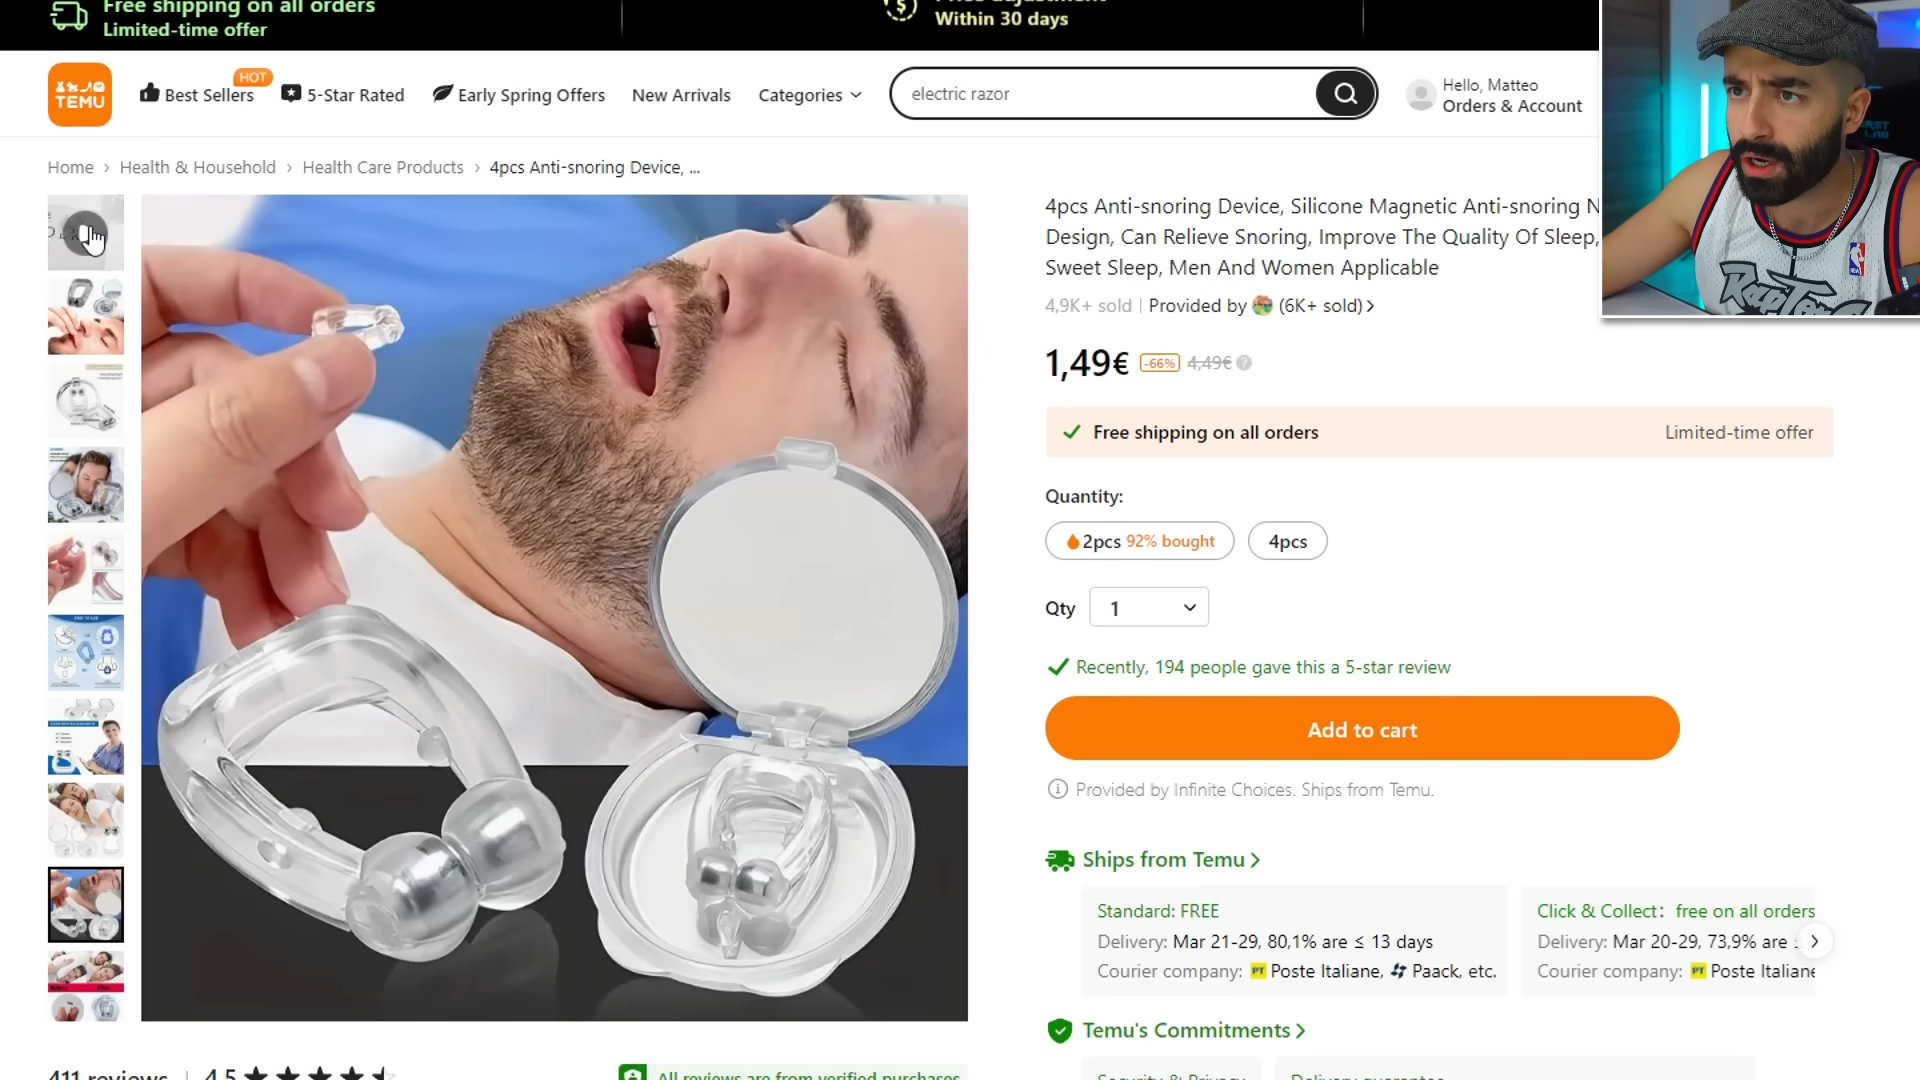 Free shipping on all orders
Limited-time offer
Within 30 days
TEMU
Best Sellers
HOT
5-Star Rated
Early Spring Offers
New Arrivals
Categories
electric razor
Hello, Matteo
Orders & Account
Home › Health & Household › Health Care Products › 4pcs Anti-snoring Device, ...
4pcs Anti-snoring Device, Silicone Magnetic Anti-snoring N
Design, Can Relieve Snoring, Improve The Quality Of Sleep,
Sweet Sleep, Men And Women Applicable
4,9K+ sold | Provided by (6K+ sold)
1,49€ -66% 4,49€
Free shipping on all orders
Limited-time offer
Quantity:
2pcs 92% bought
4pcs
Qty 1
Recently, 194 people gave this a 5-star review
Add to cart
Provided by Infinite Choices. Ships from Temu.
Ships from Temu
Standard: FREE
Delivery: Mar 21-29, 80,1% are ≤ 13 days
Courier company: Poste Italiane, Paack, etc.
Click & Collect: free on all orders
Delivery: Mar 20-29, 73,9% are
Courier company: Poste Italiane
Temu's Commitments
Security & Privacy
Delivery guarantee
411 reviews | 4,5
All reviews are from verified purchases
Raptors
NBA